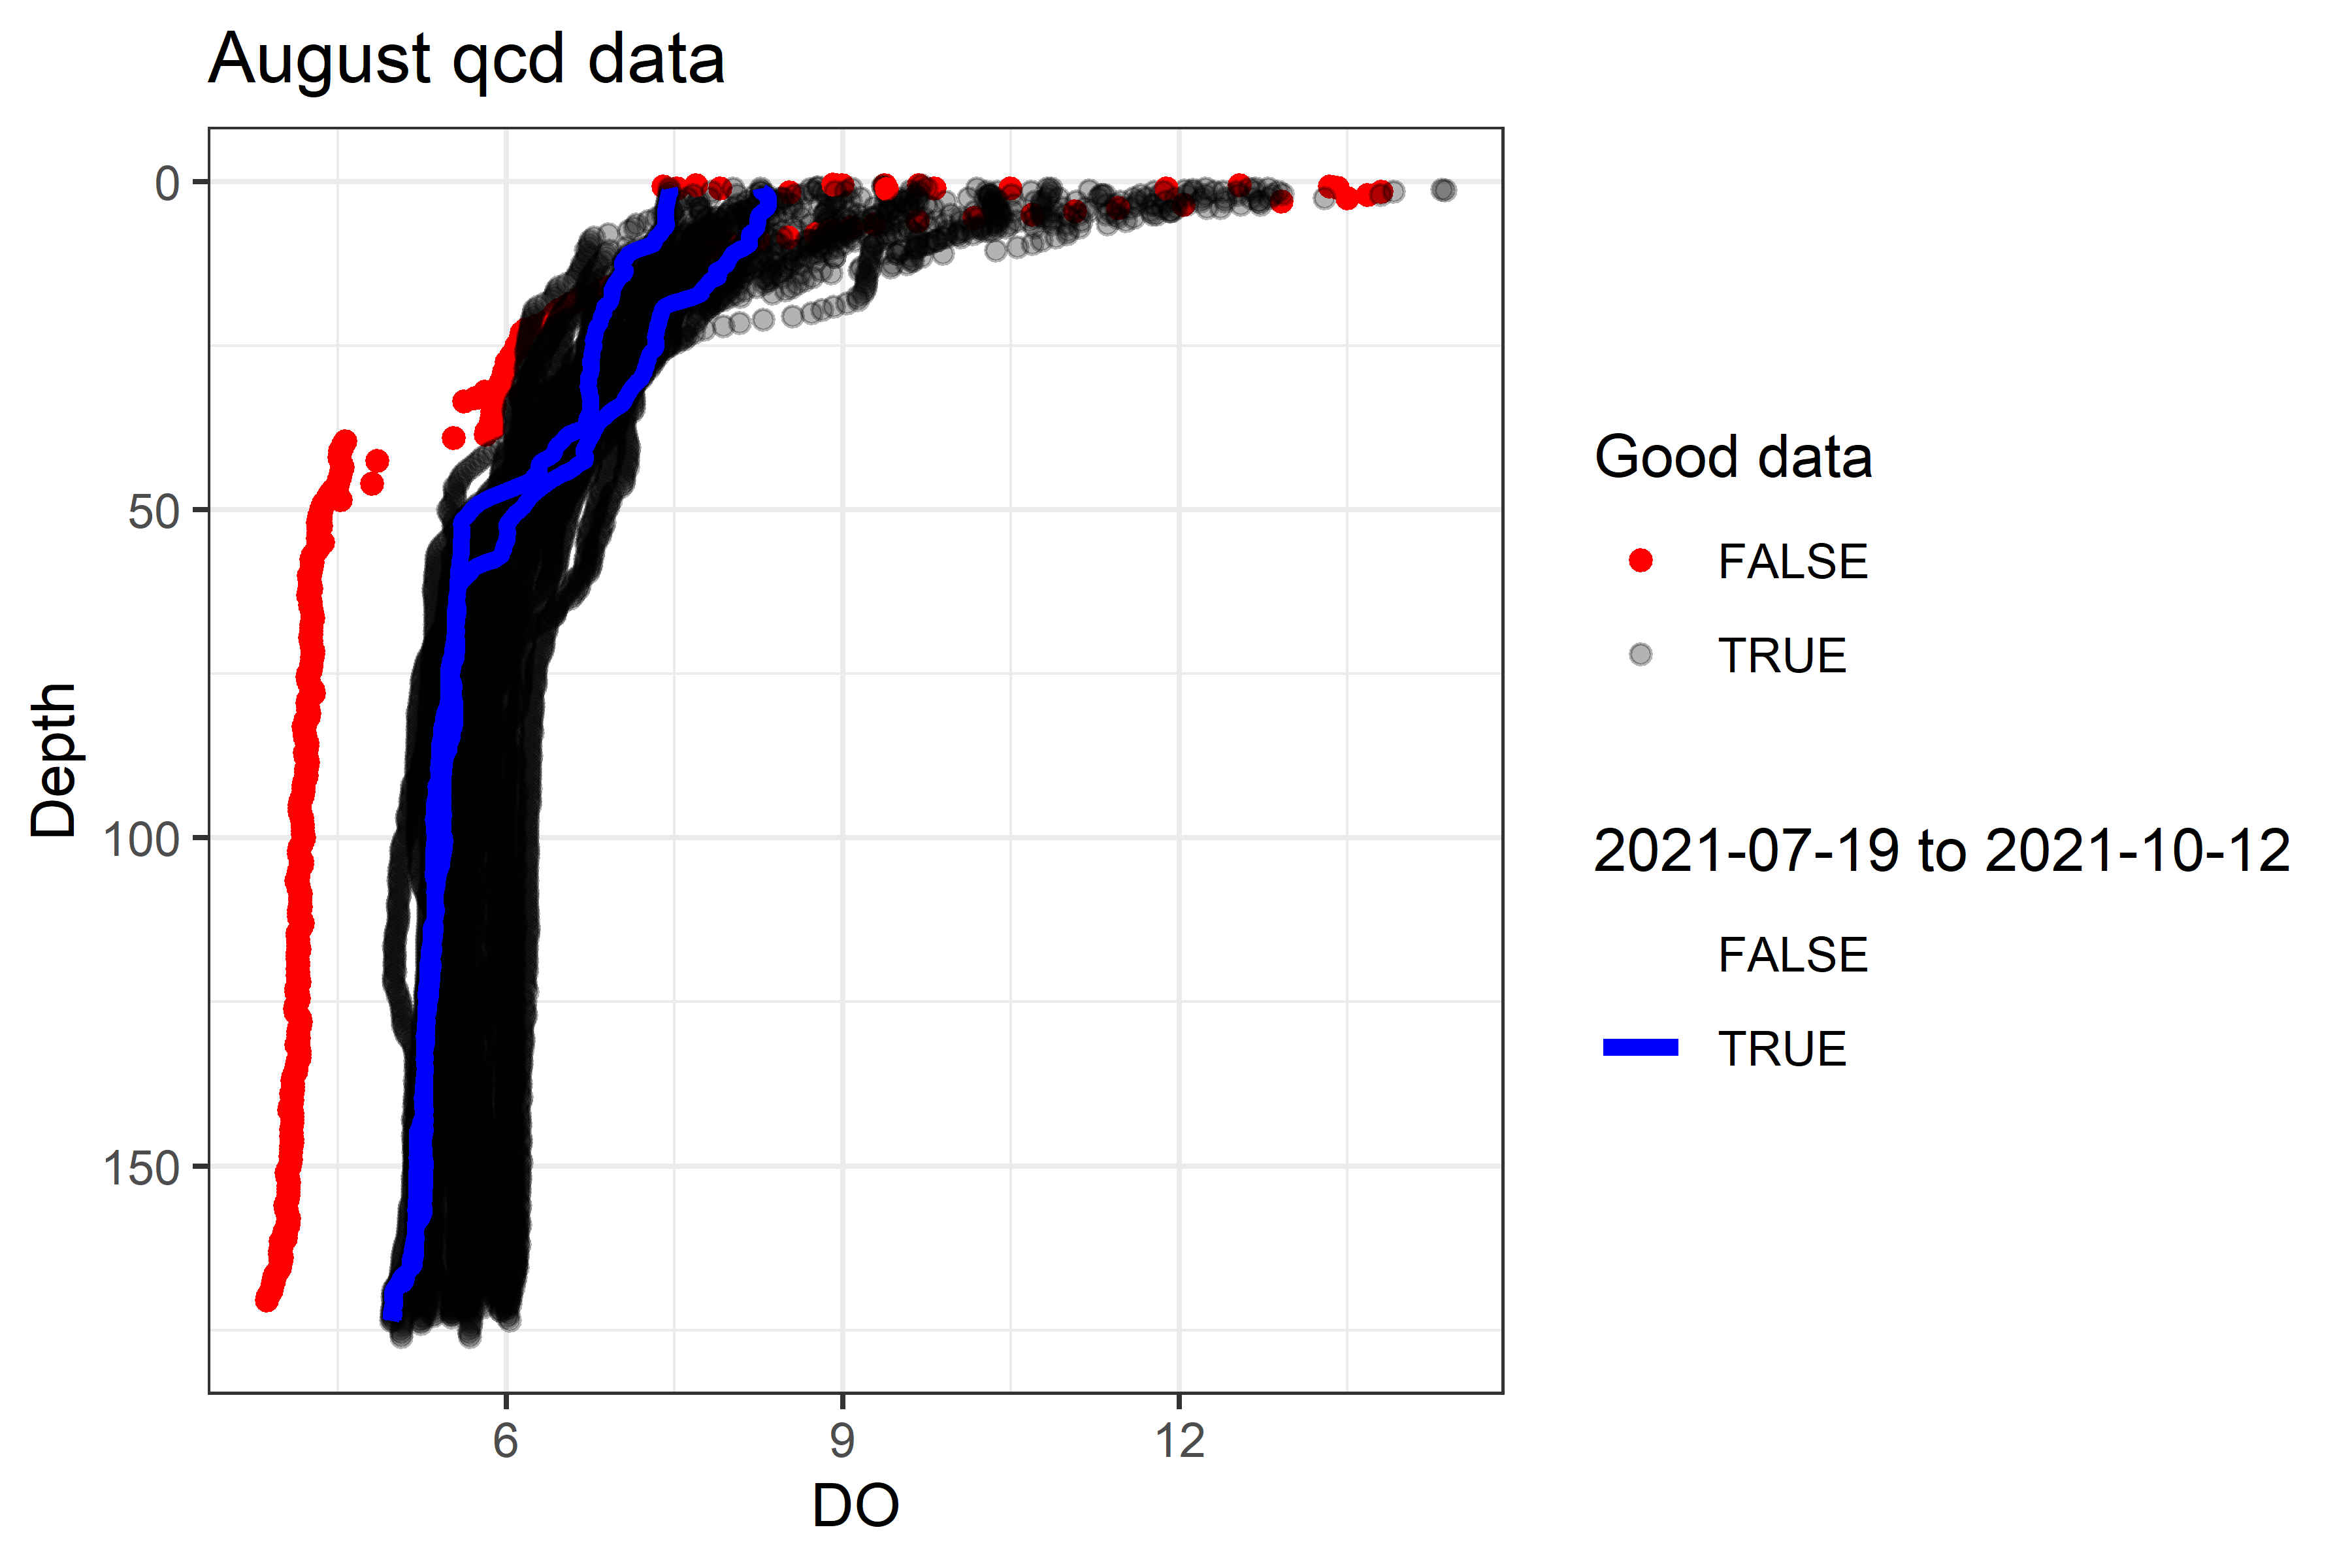 August qcd data
0
50
100
150
Depth
6
9
12
DO
Good data
FALSE
TRUE
2021-07-19 to 2021-10-12
FALSE
TRUE